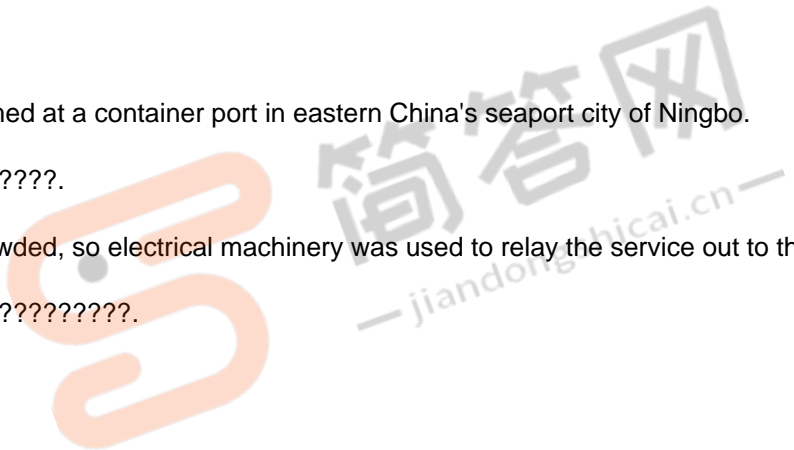 ned at a container port in eastern China's seaport city of Ningbo.
????.
wded, so electrical machinery was used to relay the service out to th
?????????.
简答网
jiandongshicai.cn